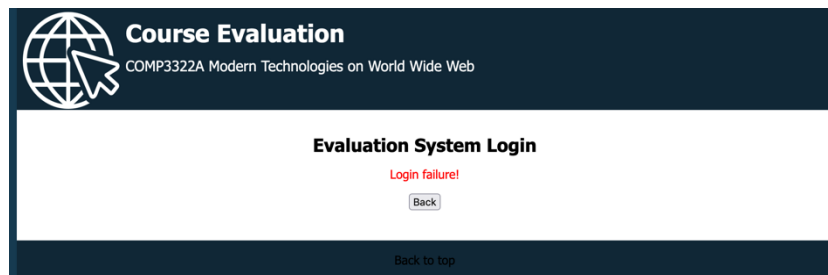 Course Evaluation
COMP3322A Modern Technologies on World Wide Web
Evaluation System Login
Login failure!
Back
Back to top